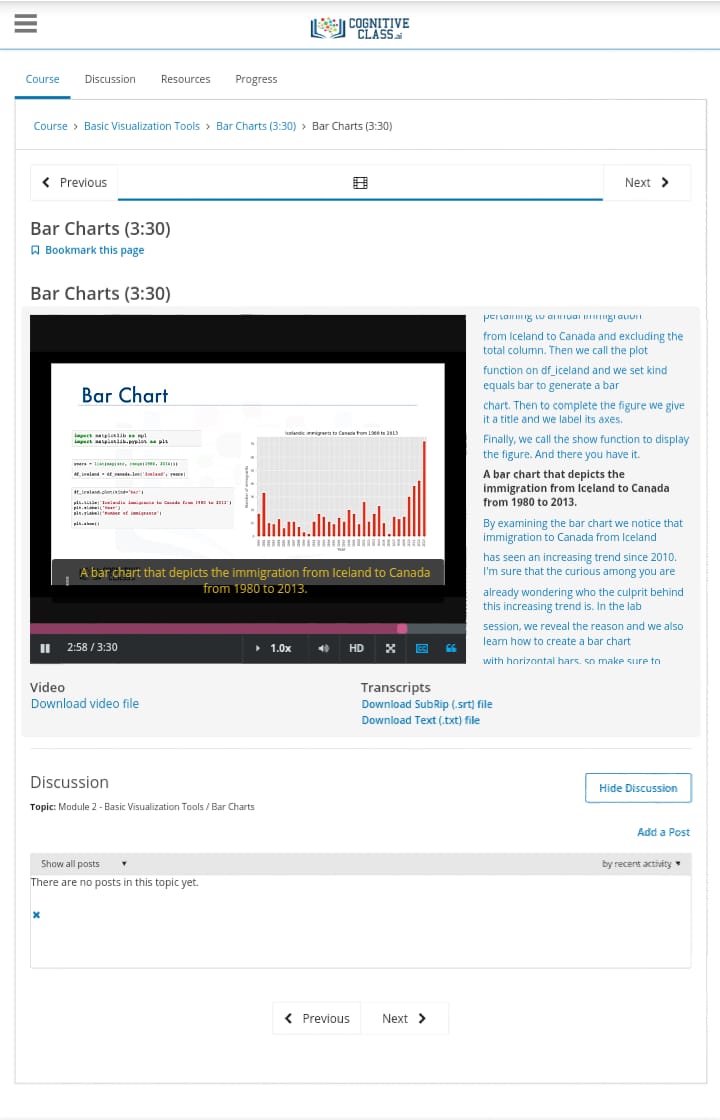 COGNITIVE
CLASS.ai
Course Discussion Resources Progress
Course > Basic Visualization Tools > Bar Charts (3:30) > Bar Charts (3:30)
Previous
Next
Bar Charts (3:30)
Bookmark this page
Bar Charts (3:30)
Bar Chart
import matplotlib as mpl
import matplotlib.pyplot as plt
years = list(map(str, range(1980, 2014)))
df_iceland = df_canada.loc['Iceland', years]
df_iceland.plot(kind='bar')
plt.title('Icelandic immigrants to Canada from 1980 to 2013')
plt.xlabel('Year')
plt.ylabel('Number of immigrants')
plt.show()
Icelandic immigrants to Canada from 1980 to 2013
Number of immigrants
Year
A bar chart that depicts the immigration from Iceland to Canada
from 1980 to 2013.
2:58 / 3:30
1.0x
HD
pertaining to annual immigration
from Iceland to Canada and excluding the
total column. Then we call the plot
function on df_iceland and we set kind
equals bar to generate a bar
chart. Then to complete the figure we give
it a title and we label its axes.
Finally, we call the show function to display
the figure. And there you have it.
A bar chart that depicts the
immigration from Iceland to Canada
from 1980 to 2013.
By examining the bar chart we notice that
immigration to Canada from Iceland
has seen an increasing trend since 2010.
I'm sure that the curious among you are
already wondering who the culprit behind
this increasing trend is. In the lab
session, we reveal the reason and we also
learn how to create a bar chart
with horizontal bars, so make sure to
Video
Download video file
Transcripts
Download SubRip (.srt) file
Download Text (.txt) file
Discussion
Hide Discussion
Topic: Module 2 - Basic Visualization Tools / Bar Charts
Add a Post
Show all posts
by recent activity
There are no posts in this topic yet.
Previous
Next